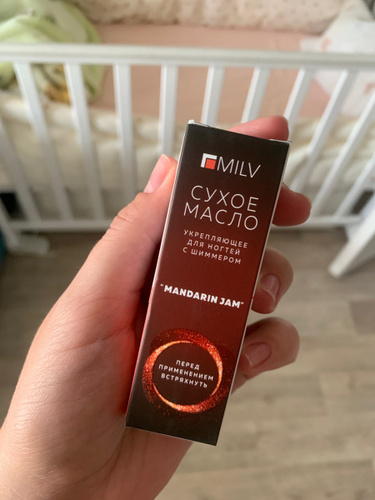 MILV
СУХОЕ
МАСЛО
УКРЕПЛЯЮЩЕЕ
ДЛЯ НОГТЕЙ
С ШИММЕРОМ
"MANDARIN JAM"
ПЕРЕД
ПРИМЕНЕНИЕМ
ВСТРЯХНУТЬ